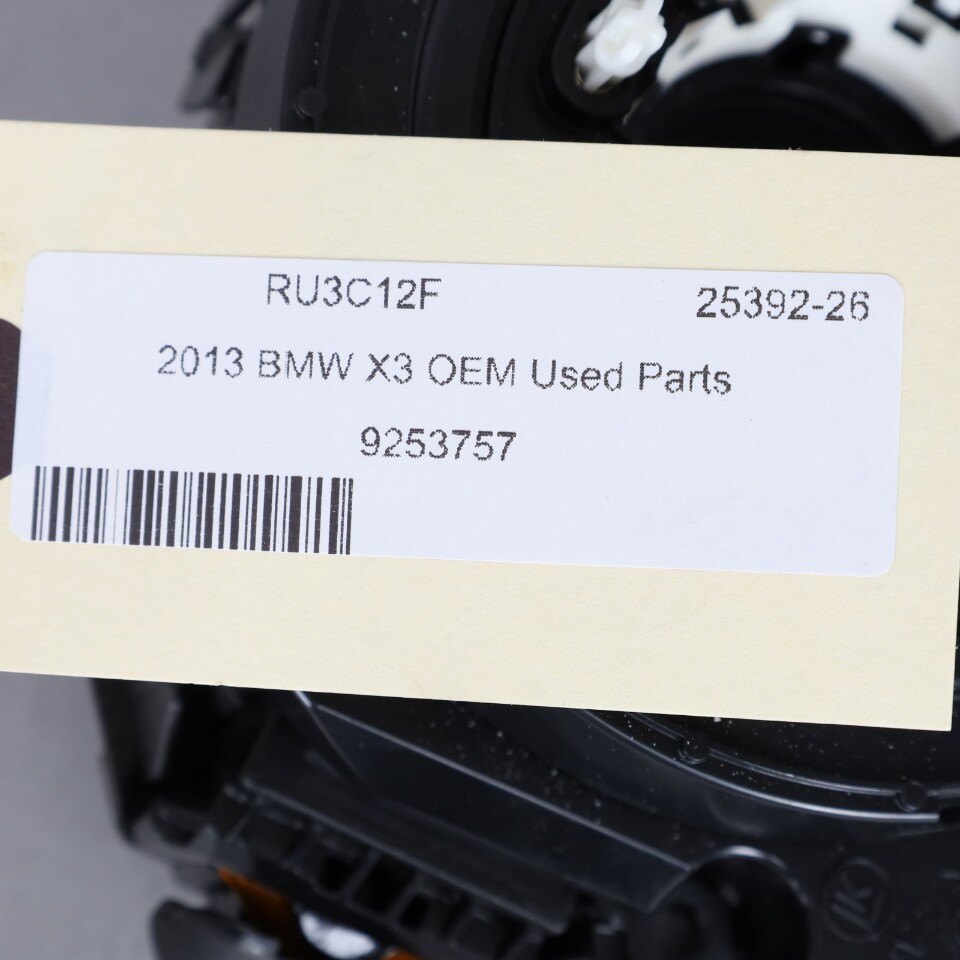 RU3C12F 25392-26
2013 BMW X3 OEM Used Parts
9253757